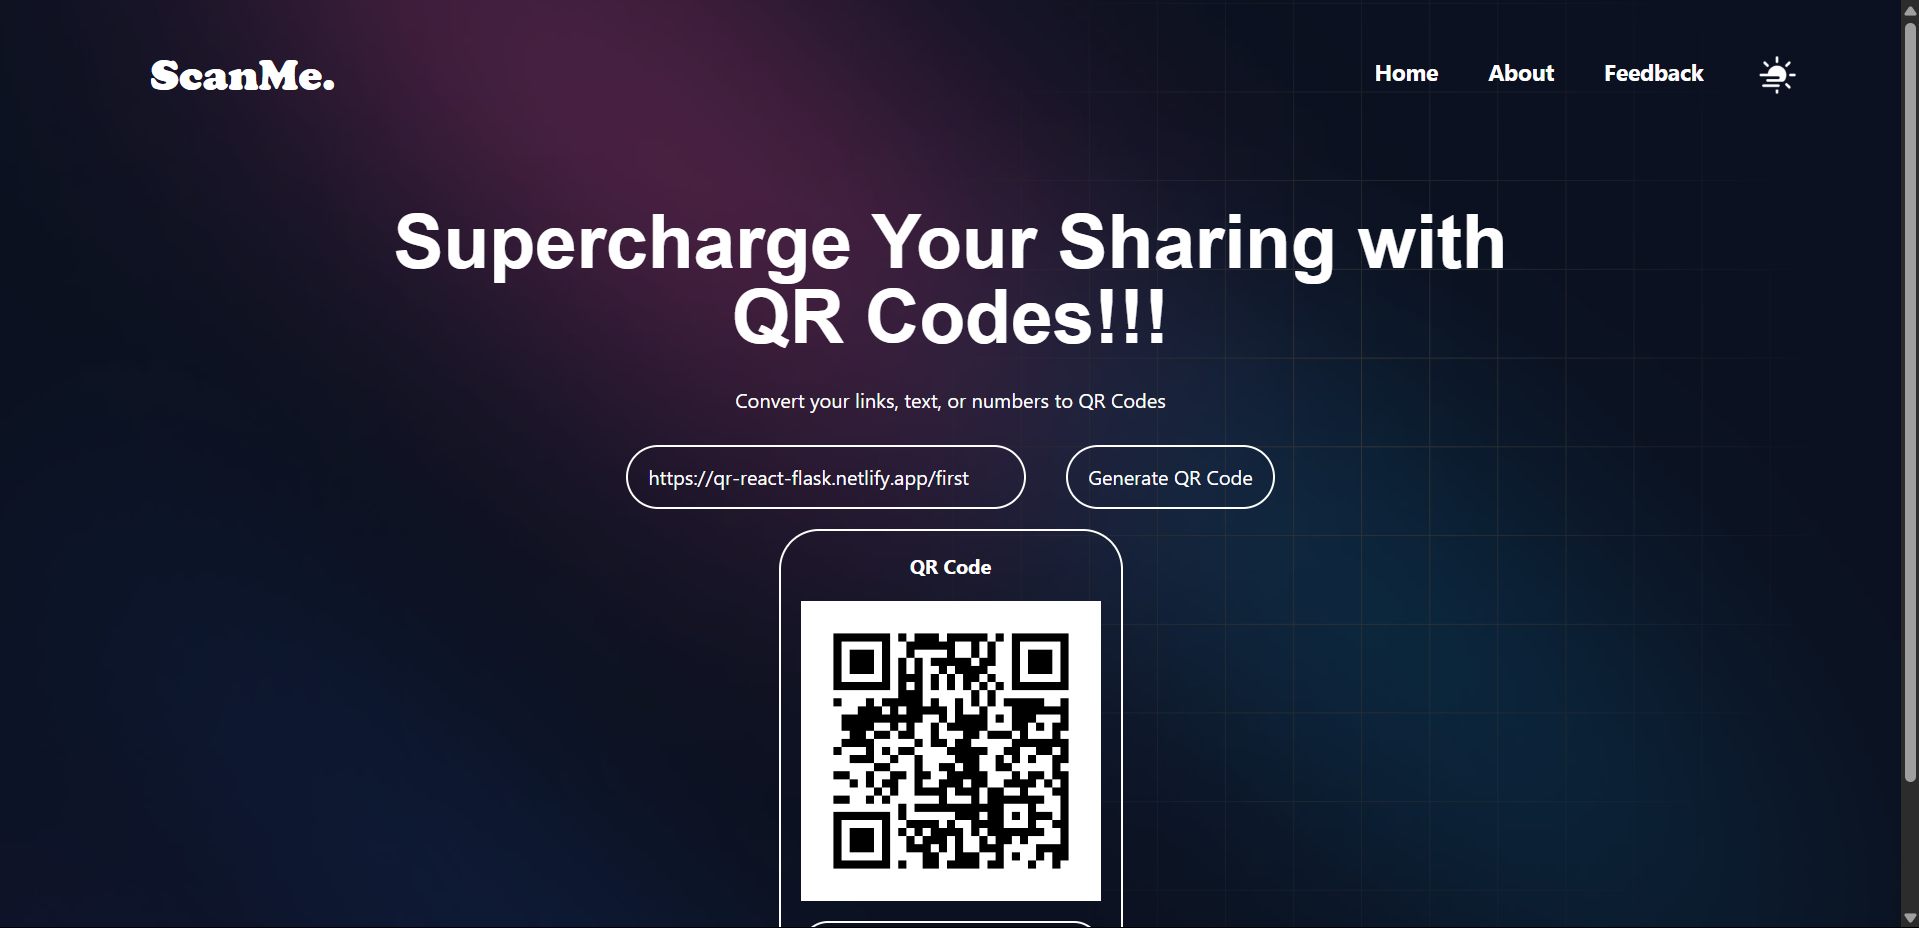 ScanMe.
Home
About
Feedback
Supercharge Your Sharing with
QR Codes!!!
Convert your links, text, or numbers to QR Codes
https://qr-react-flask.netlify.app/first
Generate QR Code
QR Code